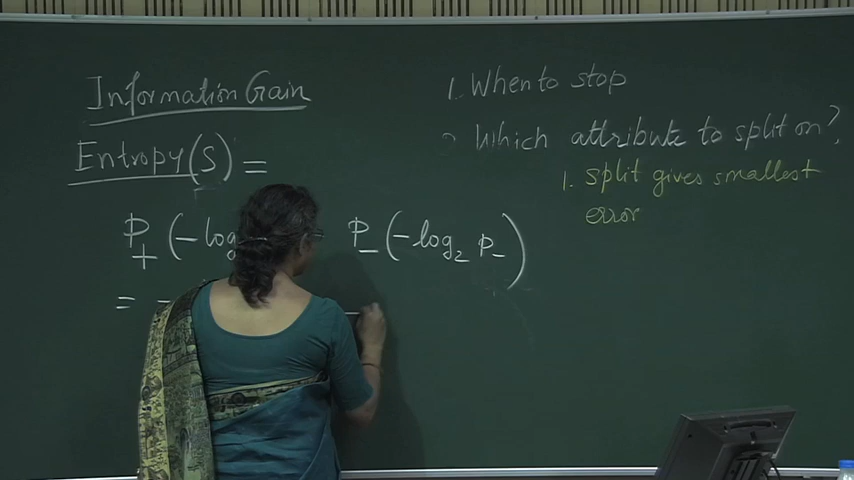 Information Gain
Entropy(S) =
P+ (-log P- (-log2 P-)
= -
1. When to stop
Which attribute to split on?
1. split gives smallest
error